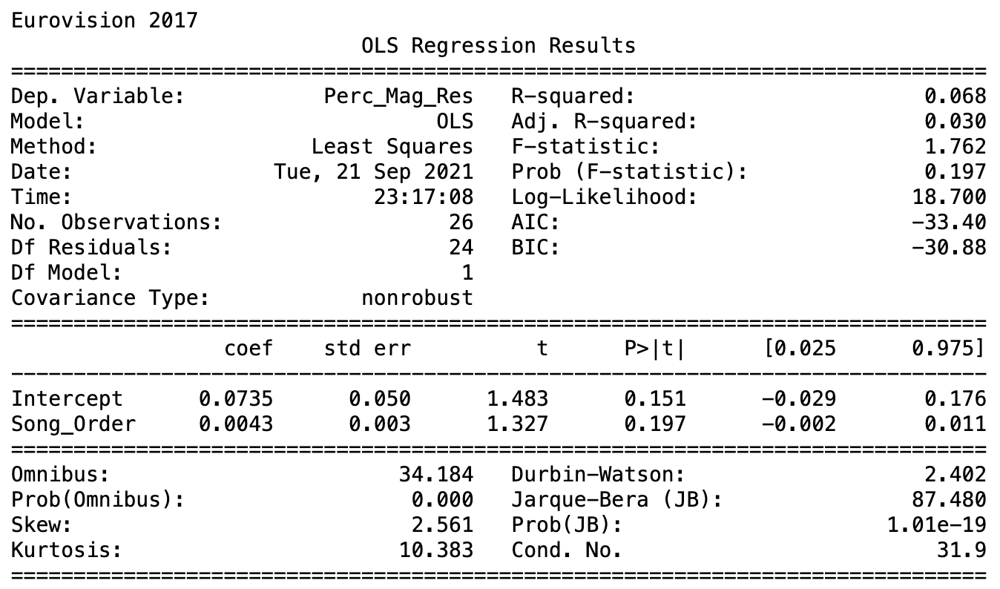 Eurovision 2017
                            OLS Regression Results
==============================================================================
Dep. Variable:           Perc_Mag_Res   R-squared:                       0.068
Model:                            OLS   Adj. R-squared:                  0.030
Method:                 Least Squares   F-statistic:                     1.762
Date:                Tue, 21 Sep 2021   Prob (F-statistic):              0.197
Time:                        23:17:08   Log-Likelihood:                 18.700
No. Observations:                  26   AIC:                            -33.40
Df Residuals:                      24   BIC:                            -30.88
Df Model:                           1
Covariance Type:            nonrobust
==============================================================================
                 coef    std err          t      P>|t|      [0.025      0.975]
------------------------------------------------------------------------------
Intercept      0.0735      0.050      1.483      0.151      -0.029       0.176
Song_Order     0.0043      0.003      1.327      0.197      -0.002       0.011
==============================================================================
Omnibus:                       34.184   Durbin-Watson:                   2.402
Prob(Omnibus):                  0.000   Jarque-Bera (JB):               87.480
Skew:                           2.561   Prob(JB):                     1.01e-19
Kurtosis:                      10.383   Cond. No.                         31.9
==============================================================================